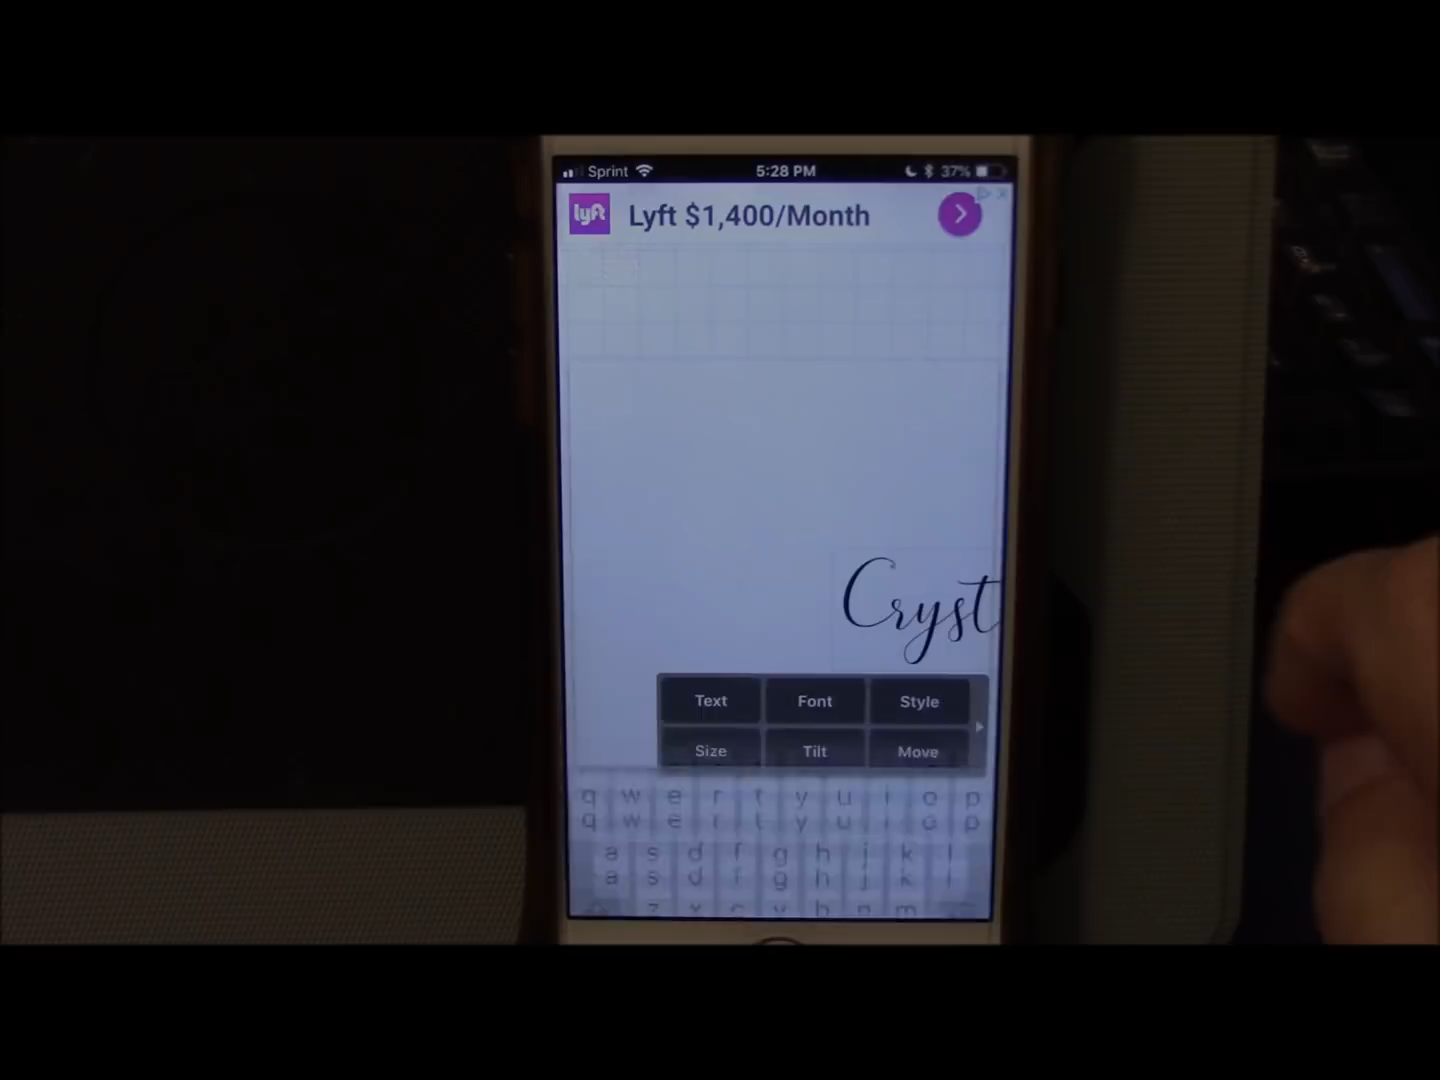 Sprint 5:28 PM 37%
lyft Lyft $1,400/Month
Cryst
Text Font Style
Size Tilt Move
q w e r t y u i o p
q w e r t y u i o p
a s d f g h j k l
a s d f g h j k l
z x c v b n m